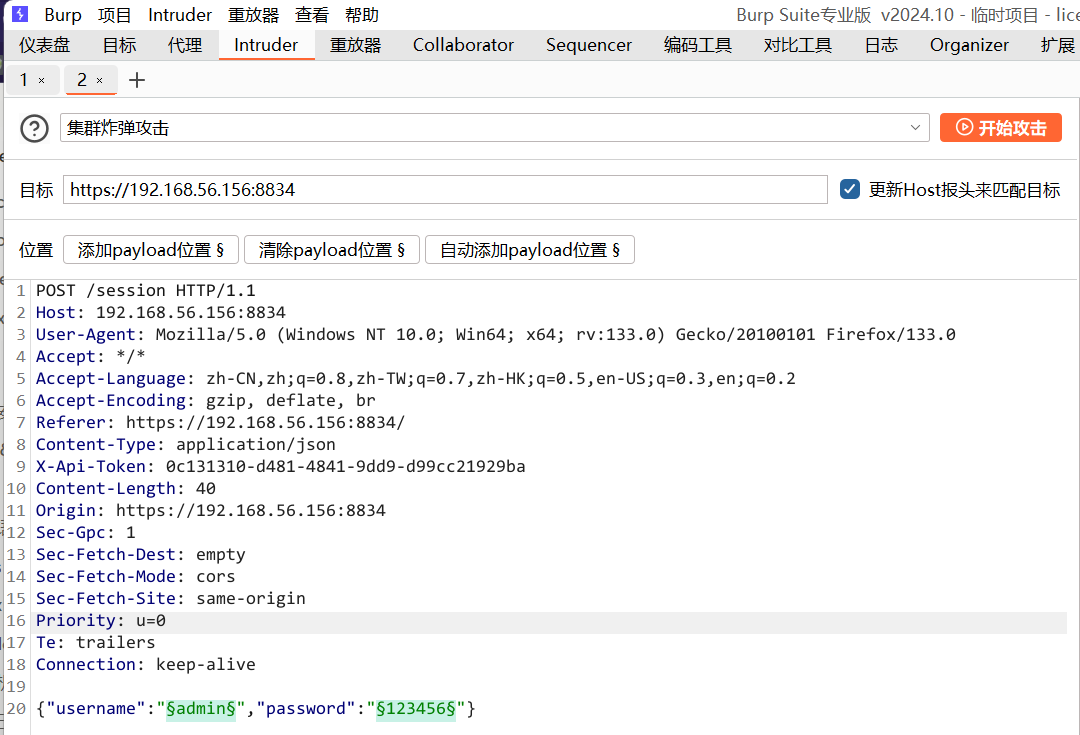 Burp 项目 Intruder 重放器 查看 帮助 Burp Suite专业版 v2024.10 - 临时项目 - lice
仪表盘 目标 代理 Intruder 重放器 Collaborator Sequencer 编码工具 对比工具 日志 Organizer 扩展
1 × 2 × +
? 集群炸弹攻击 开始攻击
目标 https://192.168.56.156:8834 更新Host报头来匹配目标
位置 添加payload位置 § 清除payload位置 § 自动添加payload位置 §
1 POST /session HTTP/1.1
2 Host: 192.168.56.156:8834
3 User-Agent: Mozilla/5.0 (Windows NT 10.0; Win64; x64; rv:133.0) Gecko/20100101 Firefox/133.0
4 Accept: */*
5 Accept-Language: zh-CN,zh;q=0.8,zh-TW;q=0.7,zh-HK;q=0.5,en-US;q=0.3,en;q=0.2
6 Accept-Encoding: gzip, deflate, br
7 Referer: https://192.168.56.156:8834/
8 Content-Type: application/json
9 X-Api-Token: 0c131310-d481-4841-9dd9-d99cc21929ba
10 Content-Length: 40
11 Origin: https://192.168.56.156:8834
12 Sec-Gpc: 1
13 Sec-Fetch-Dest: empty
14 Sec-Fetch-Mode: cors
15 Sec-Fetch-Site: same-origin
16 Priority: u=0
17 Te: trailers
18 Connection: keep-alive
19
20 {"username":"§admin§","password":"§123456§"}